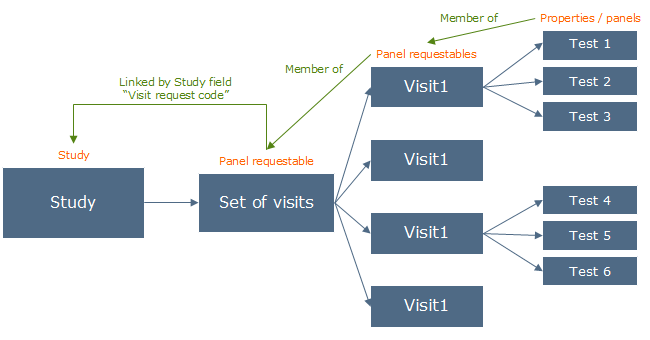 Properties / panels
Test 1
Test 2
Test 3
Member of
Panel requestables
Visit1
Member of
Linked by Study field
“Visit request code”
Study
Study
Panel requestable
Set of visits
Visit1
Visit1
Visit1
Test 4
Test 5
Test 6